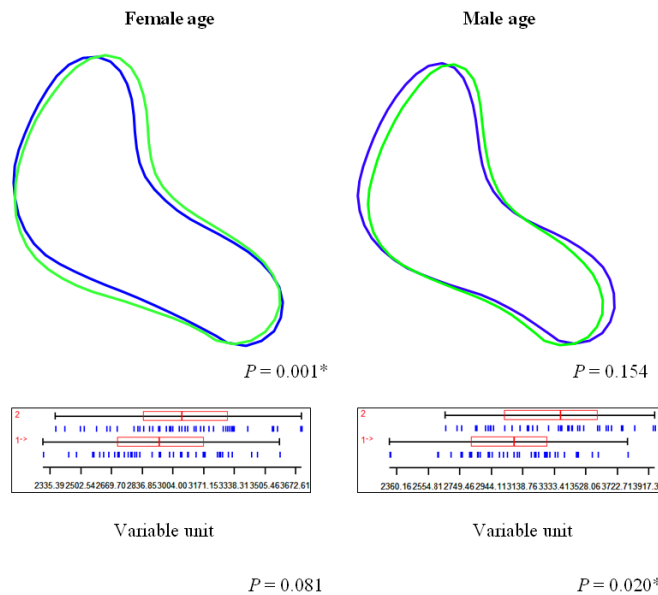 Female age
Male age
P = 0.001*
P = 0.154
2
1->
2335.39 2502.54 2669.70 2836.85 3004.00 3171.15 3338.31 3505.46 3672.61
2
1->
2360.16 2554.81 2749.46 2944.11 3138.76 3333.41 3528.06 3722.71 3917.3
Variable unit
Variable unit
P = 0.081
P = 0.020*